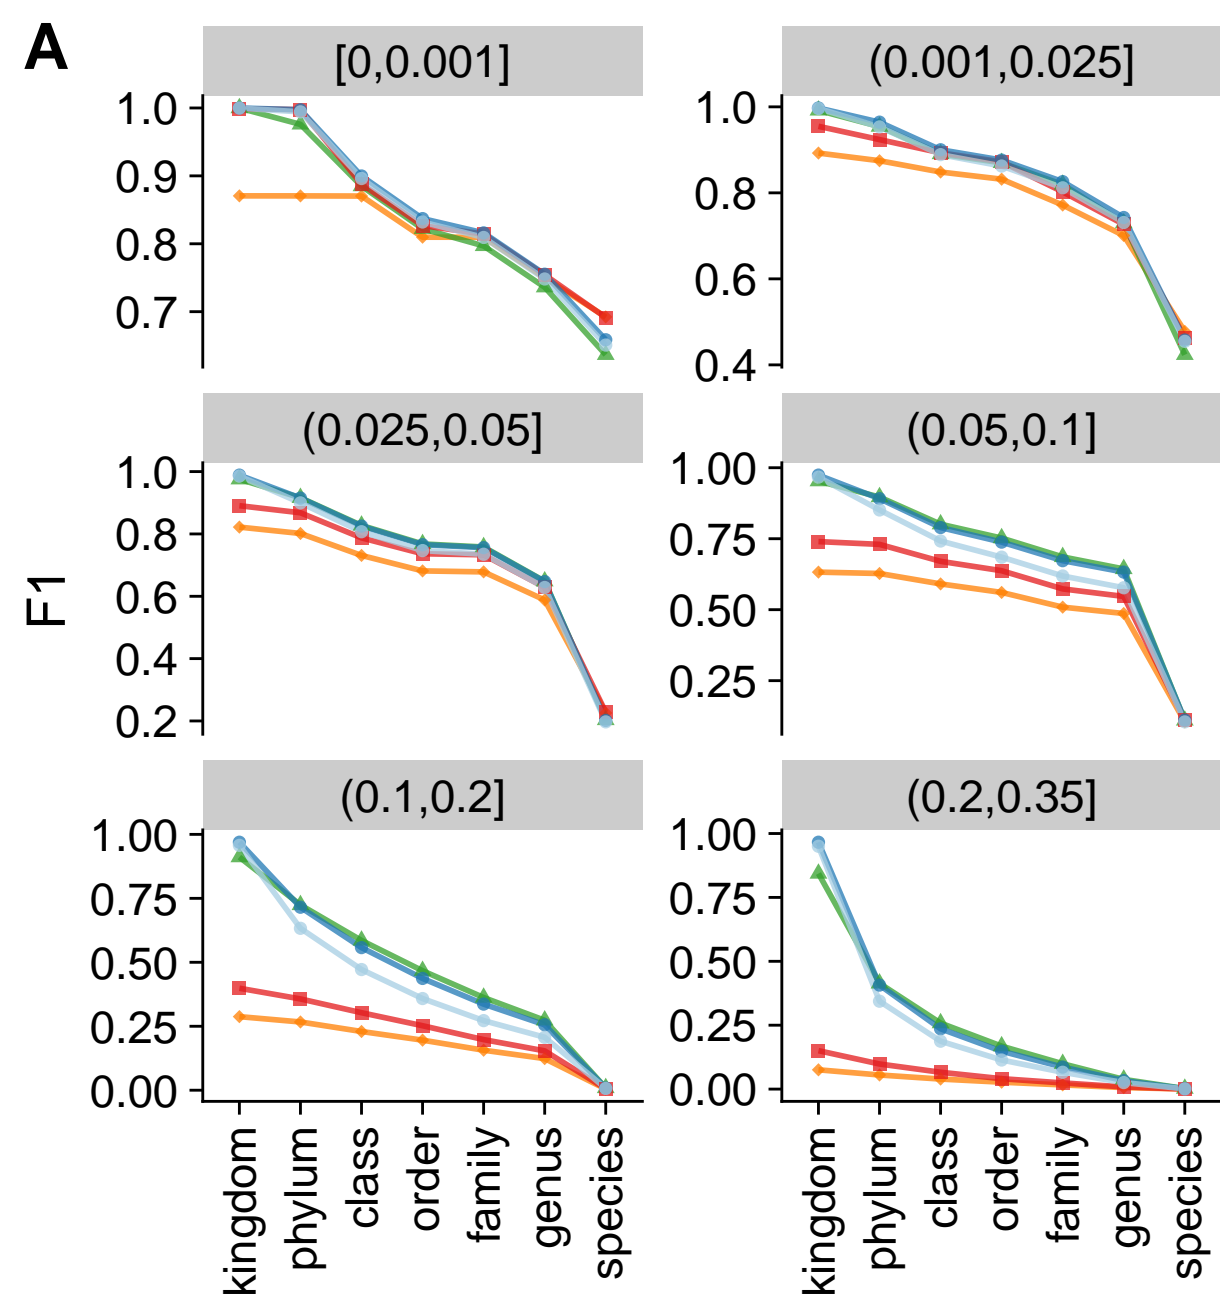 A
[0,0.001]
(0.001,0.025]
1.0
0.9
0.8
0.7
1.0
0.8
0.6
0.4
(0.025,0.05]
(0.05,0.1]
F1
1.0
0.8
0.6
0.4
0.2
1.00
0.75
0.50
0.25
(0.1,0.2]
(0.2,0.35]
1.00
0.75
0.50
0.25
0.00
1.00
0.75
0.50
0.25
0.00
kingdom
phylum
class
order
family
genus
species
kingdom
phylum
class
order
family
genus
species